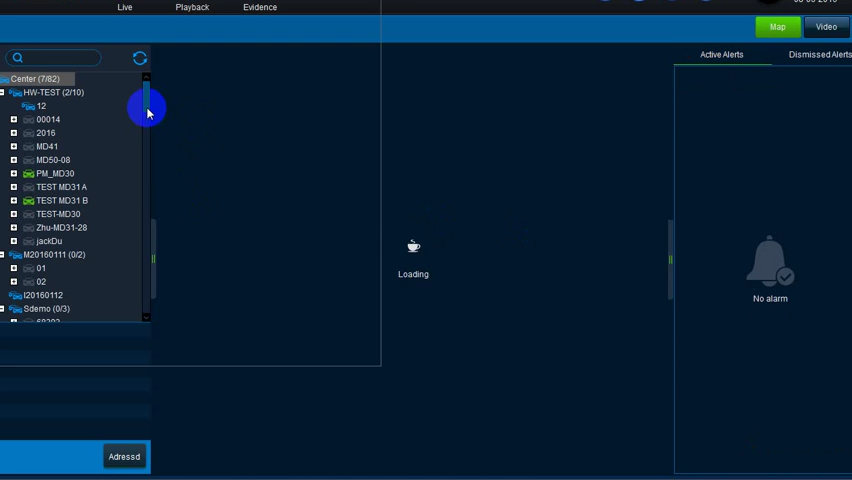 Live Playback Evidence
Map Video
Active Alerts Dismissed Alerts
Center (7/82)
HW-TEST (2/10)
12
00014
2016
MD41
MD50-08
PM_MD30
TEST MD31 A
TEST MD31 B
TEST-MD30
Zhu-MD31-28
jackDu
M20160111 (0/2)
01
02
I20160112
Sdemo (0/3)
Loading
No alarm
Adressd